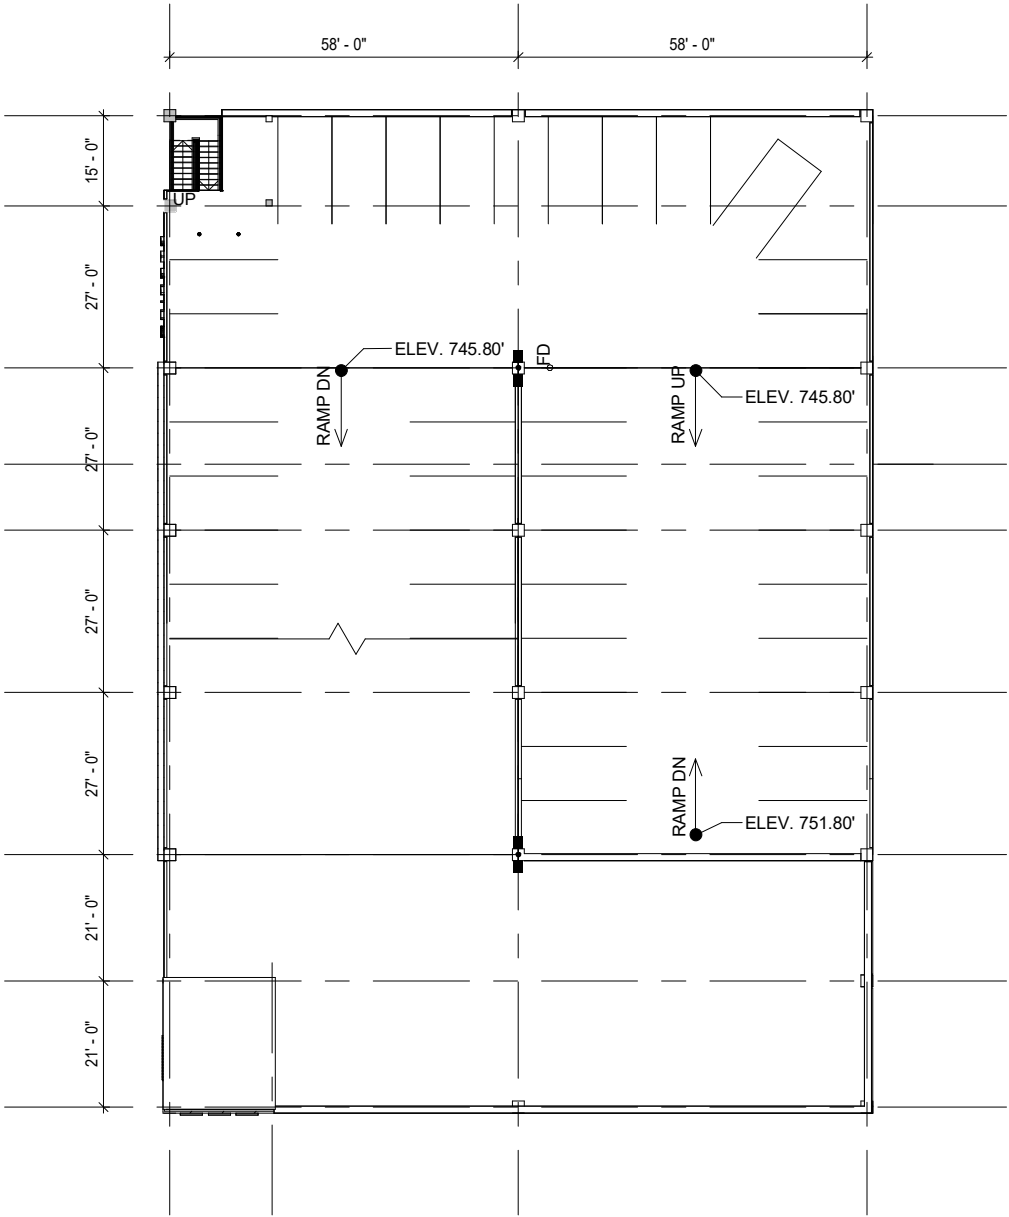 58' - 0"
58' - 0"
15' - 0"
UP
27' - 0"
ELEV. 745.80'
FD
RAMP DN
RAMP UP
ELEV. 745.80'
27' - 0"
27' - 0"
27' - 0"
RAMP DN
ELEV. 751.80'
21' - 0"
21' - 0"